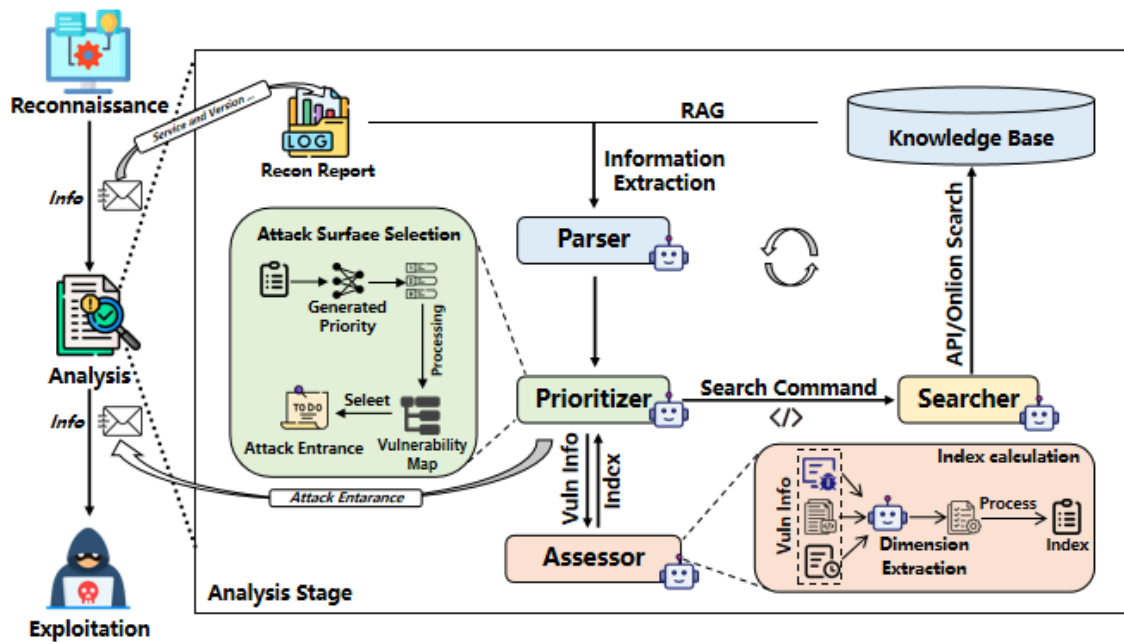 Reconnaissance
Service and Version ...
LOG
Recon Report
RAG
Knowledge Base
Information
Extraction
Info
Attack Surface Selection
Parser
API/Onlion Search
Generated
Priority
Processing
Analysis
Prioritizer
Search Command
</>
Searcher
Info
TO DO
Seleet
Attack Entrance
Vulnerability
Map
Attack Entarance
Vuln Info
Indcx
Index calculation
Vuln Info
Process
Dimension
Extraction
Index
Assessor
Analysis Stage
Exploitation